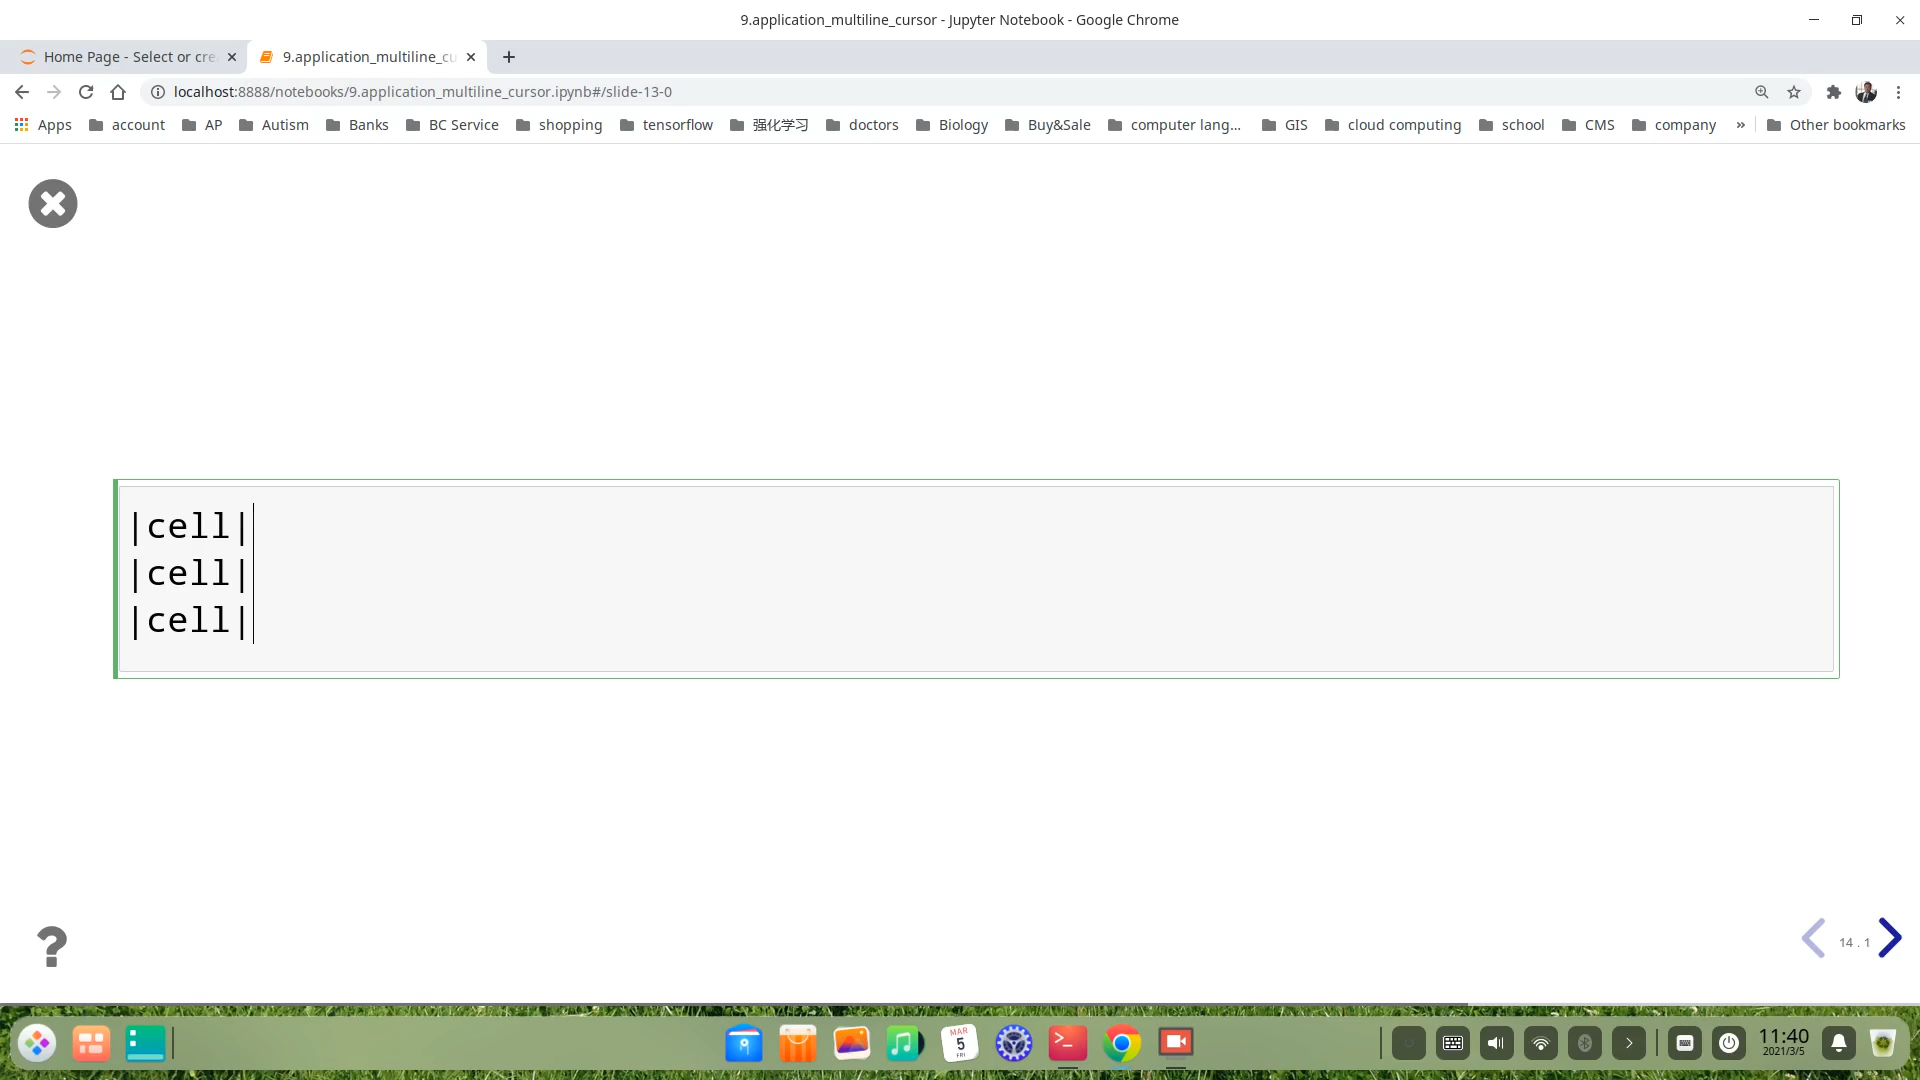 9.application_multiline_cursor - Jupyter Notebook - Google Chrome
Home Page - Select or cre
9.application_multiline_cu
localhost:8888/notebooks/9.application_multiline_cursor.ipynb#/slide-13-0
Apps account AP Autism Banks BC Service shopping tensorflow 强化学习 doctors Biology Buy&Sale computer lang... GIS cloud computing school CMS company » Other bookmarks
|cell|
|cell|
|cell|
?
14 . 1
MAR
5
FRI
11:40
2021/3/5